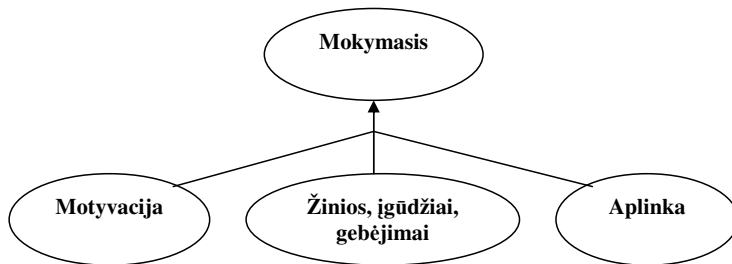 Mokymasis
Motyvacija
Žinios, įgūdžiai,
gebėjimai
Aplinka